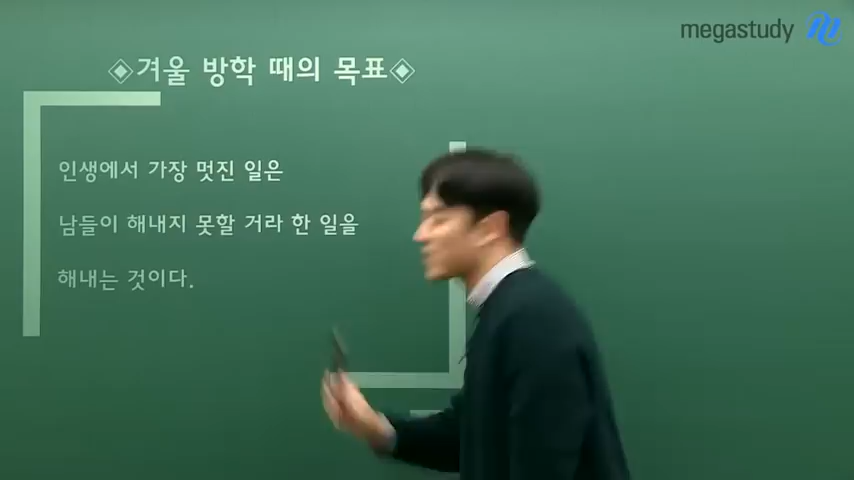 megastudy
◇겨울 방학 때의 목표◇
인생에서 가장 멋진 일은
남들이 해내지 못할 거라 한 일을
해내는 것이다.